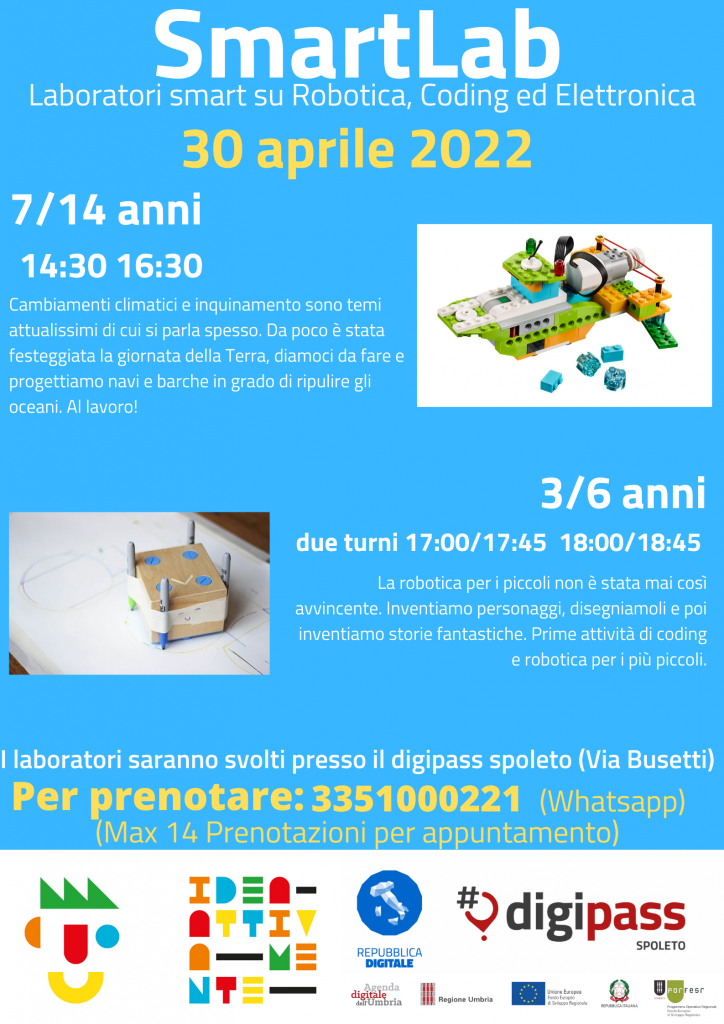 SmartLab
Laboratori smart su Robotica, Coding ed Elettronica
30 aprile 2022
7/14 anni
14:30 16:30
Cambiamenti climatici e inquinamento sono temi
attualissimi di cui si parla spesso. Da poco è stata
festeggiata la giornata della Terra, diamoci da fare e
progettiamo navi e barche in grado di ripulire gli
oceani. Al lavoro!
3/6 anni
due turni 17:00/17:45 18:00/18:45
La robotica per i piccoli non è stata mai così
avvincente. Inventiamo personaggi, disegniamoli e poi
inventiamo storie fantastiche. Prime attività di coding
e robotica per i più piccoli.
I laboratori saranno svolti presso il digipass spoleto (Via Busetti)
Per prenotare: 3351000221 (Whatsapp)
(Max 14 Prenotazioni per appuntamento)
IDEA—
ATTIV
A—ME
NTE—
REPUBBLICA
DIGITALE
#digipass
SPOLETO
Agenda
digitale
dell'Umbria
Regione Umbria
Unione Europea
Fondo Europeo
di Sviluppo Regionale
REPUBBLICA ITALIANA
por fesr
Programma Operativo Regionale
Fondo Europeo
di Sviluppo Regionale